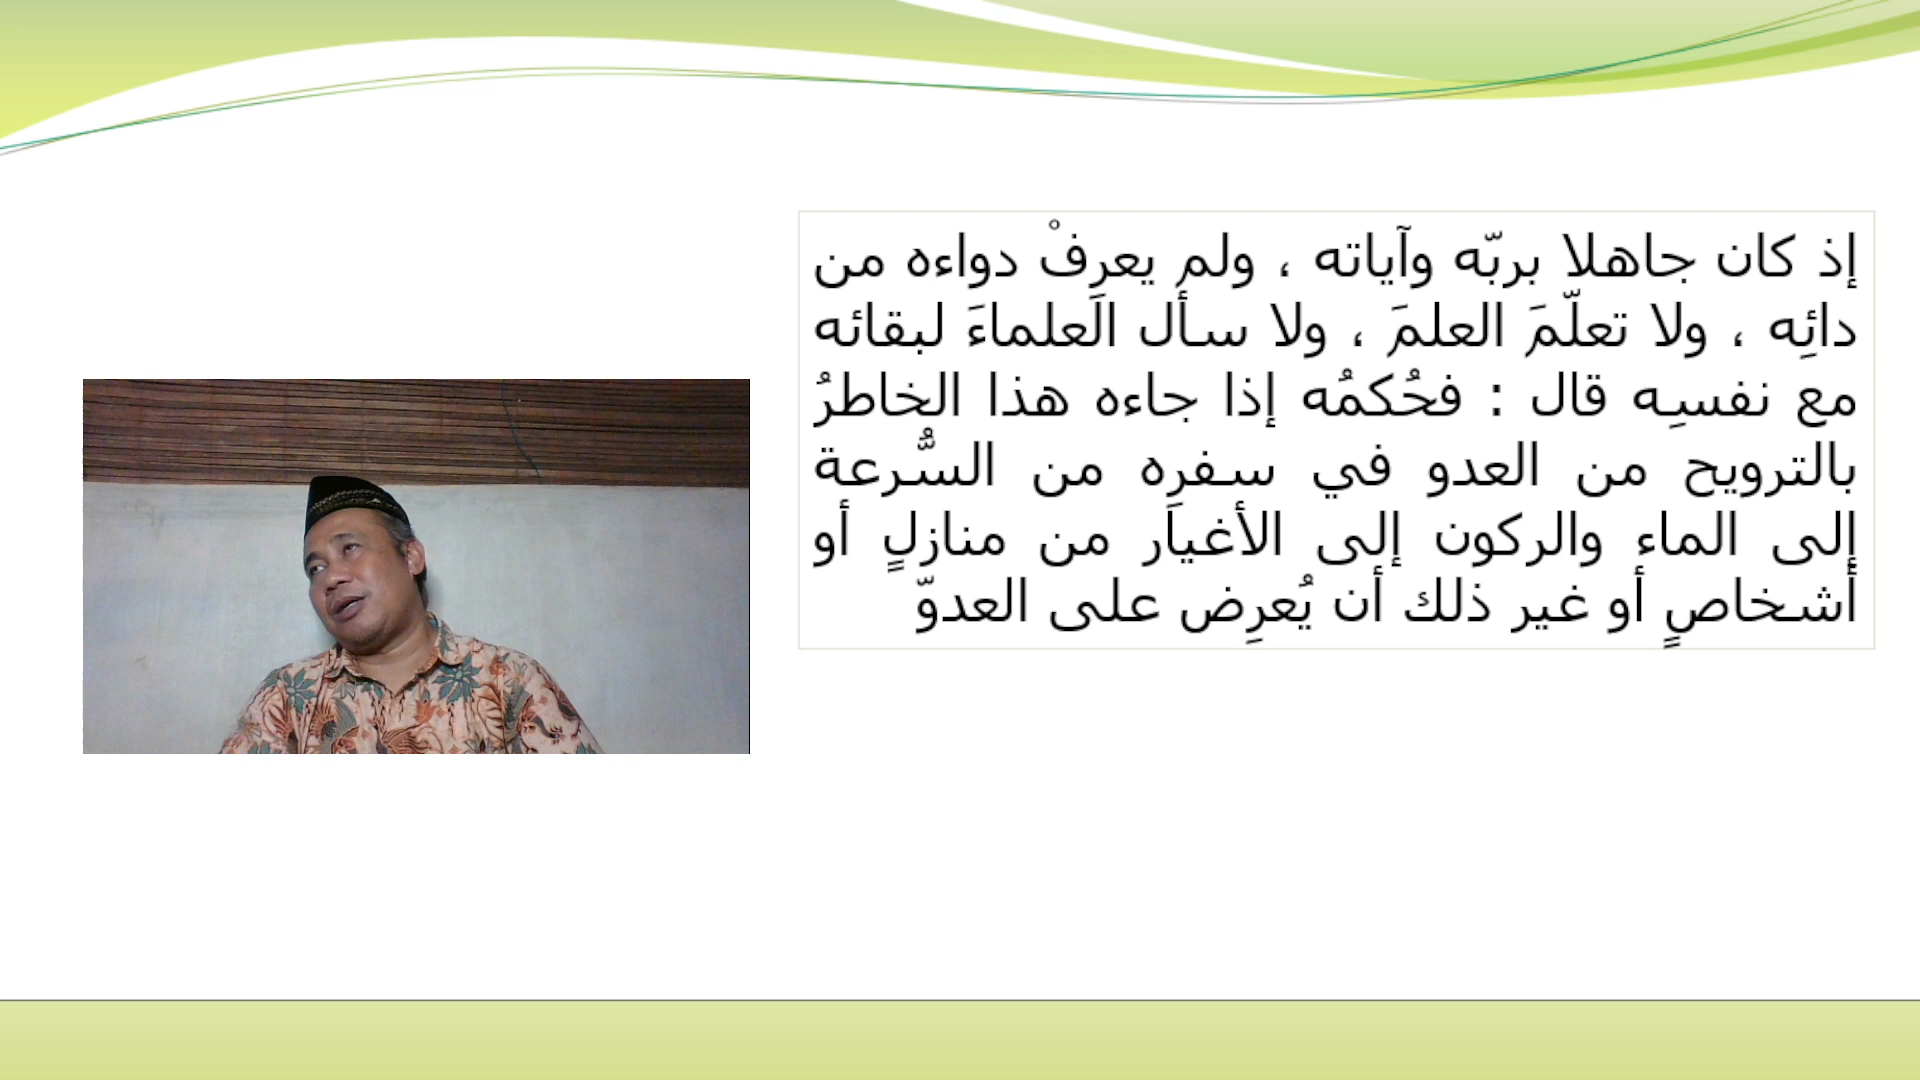 إذ كان جاهلا بربّه وآياته ، ولم يعرِفْ دواءه من
دائِه ، ولا تعلّمَ العلمَ ، ولا سأل العلماءَ لبقائه
مع نفسِه قال : فحُكمُه إذا جاءه هذا الخاطرُ
بالترويح من العدو في سفرِه من السُّرعة
إلى الماء والركون إلى الأغيار من منازلٍ أو
أشخاصٍ أو غير ذلك أن يُعرِض على العدوّ